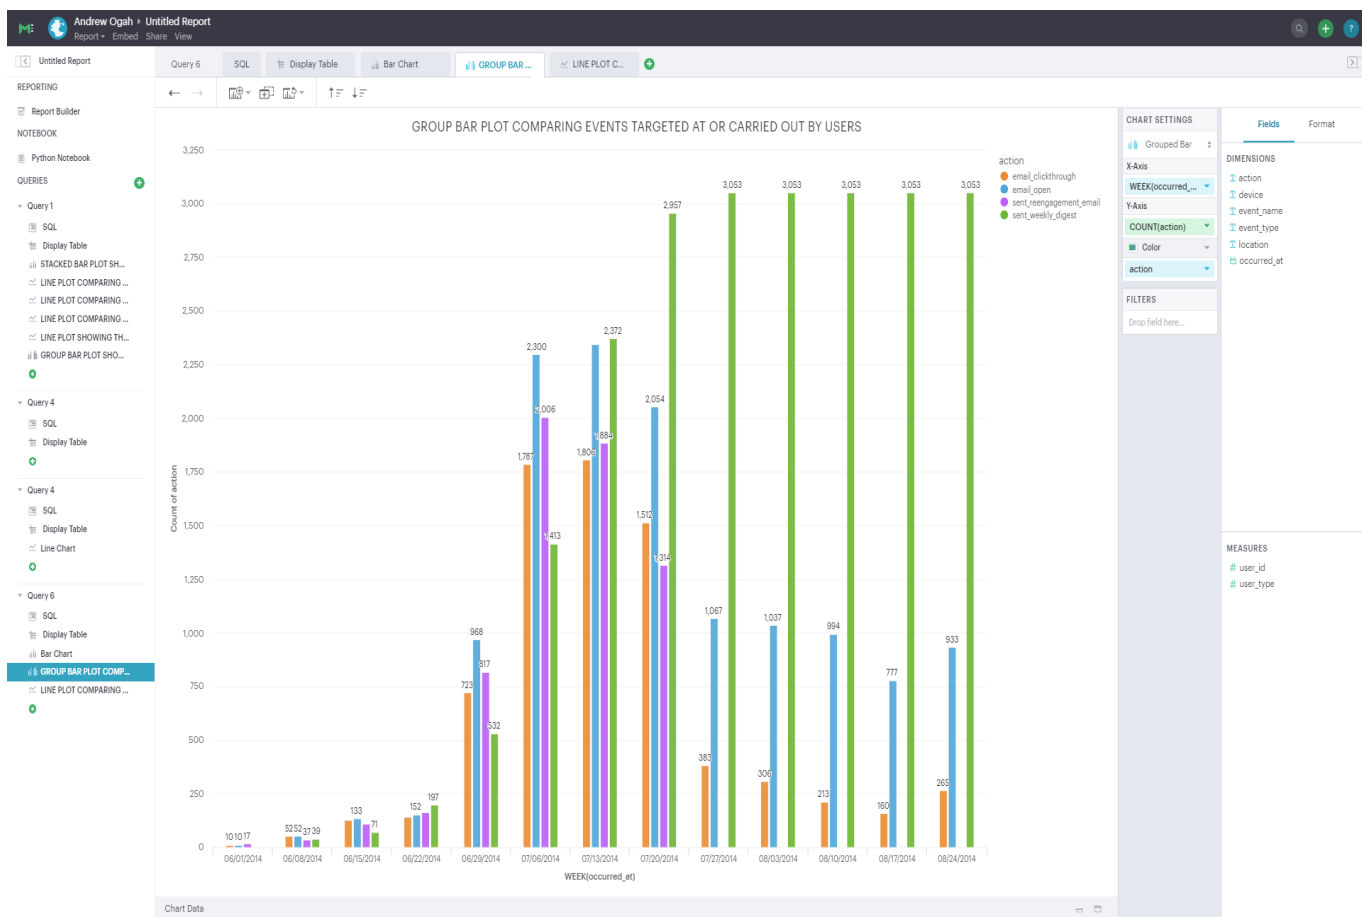 Andrew Ogah Untitled Report
Report Embed Share View
Untitled Report
REPORTING
Report Builder
NOTEBOOK
Python Notebook
QUERIES
Query 1
SQL
Display Table
STACKED BAR PLOT SH...
LINE PLOT COMPARING ...
LINE PLOT COMPARING ...
LINE PLOT COMPARING ...
LINE PLOT SHOWING TH...
GROUP BAR PLOT SHO...
Query 4
SQL
Display Table
Query 4
SQL
Display Table
Line Chart
Query 6
SQL
Display Table
Bar Chart
GROUP BAR PLOT COMP...
LINE PLOT COMPARING ...
Query 6 SQL Display Table Bar Chart GROUP BAR ... LINE PLOT C...
GROUP BAR PLOT COMPARING EVENTS TARGETED AT OR CARRIED OUT BY USERS
action
email_clickthrough
email_open
sent_reengagement_email
sent_weekly_digest
Count of action
3,250
3,000
2,750
2,500
2,250
2,000
1,750
1,500
1,250
1,000
750
500
250
0
10 10 17
52 52 37 39
133 71
152 197
723 968 817 532
1,787 2,300 2,006 1,413
1,806 1,884 2,372
1,512 2,054 1,314 2,957
383 1,067 3,053
306 1,037 3,053
213 994 3,053
160 777 3,053
265 933 3,053
06/01/2014 06/08/2014 06/15/2014 06/22/2014 06/29/2014 07/06/2014 07/13/2014 07/20/2014 07/27/2014 08/03/2014 08/10/2014 08/17/2014 08/24/2014
WEEK(occurred_at)
Chart Data
CHART SETTINGS
Grouped Bar
X-Axis
WEEK(occurred_...
Y-Axis
COUNT(action)
Color
action
FILTERS
Drop field here...
Fields Format
DIMENSIONS
action
device
event_name
event_type
location
occurred_at
MEASURES
# user_id
# user_type